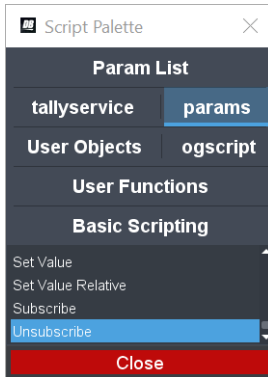 DB Script Palette
Param List
tallyservice params
User Objects ogscript
User Functions
Basic Scripting
Set Value
Set Value Relative
Subscribe
Unsubscribe
Close